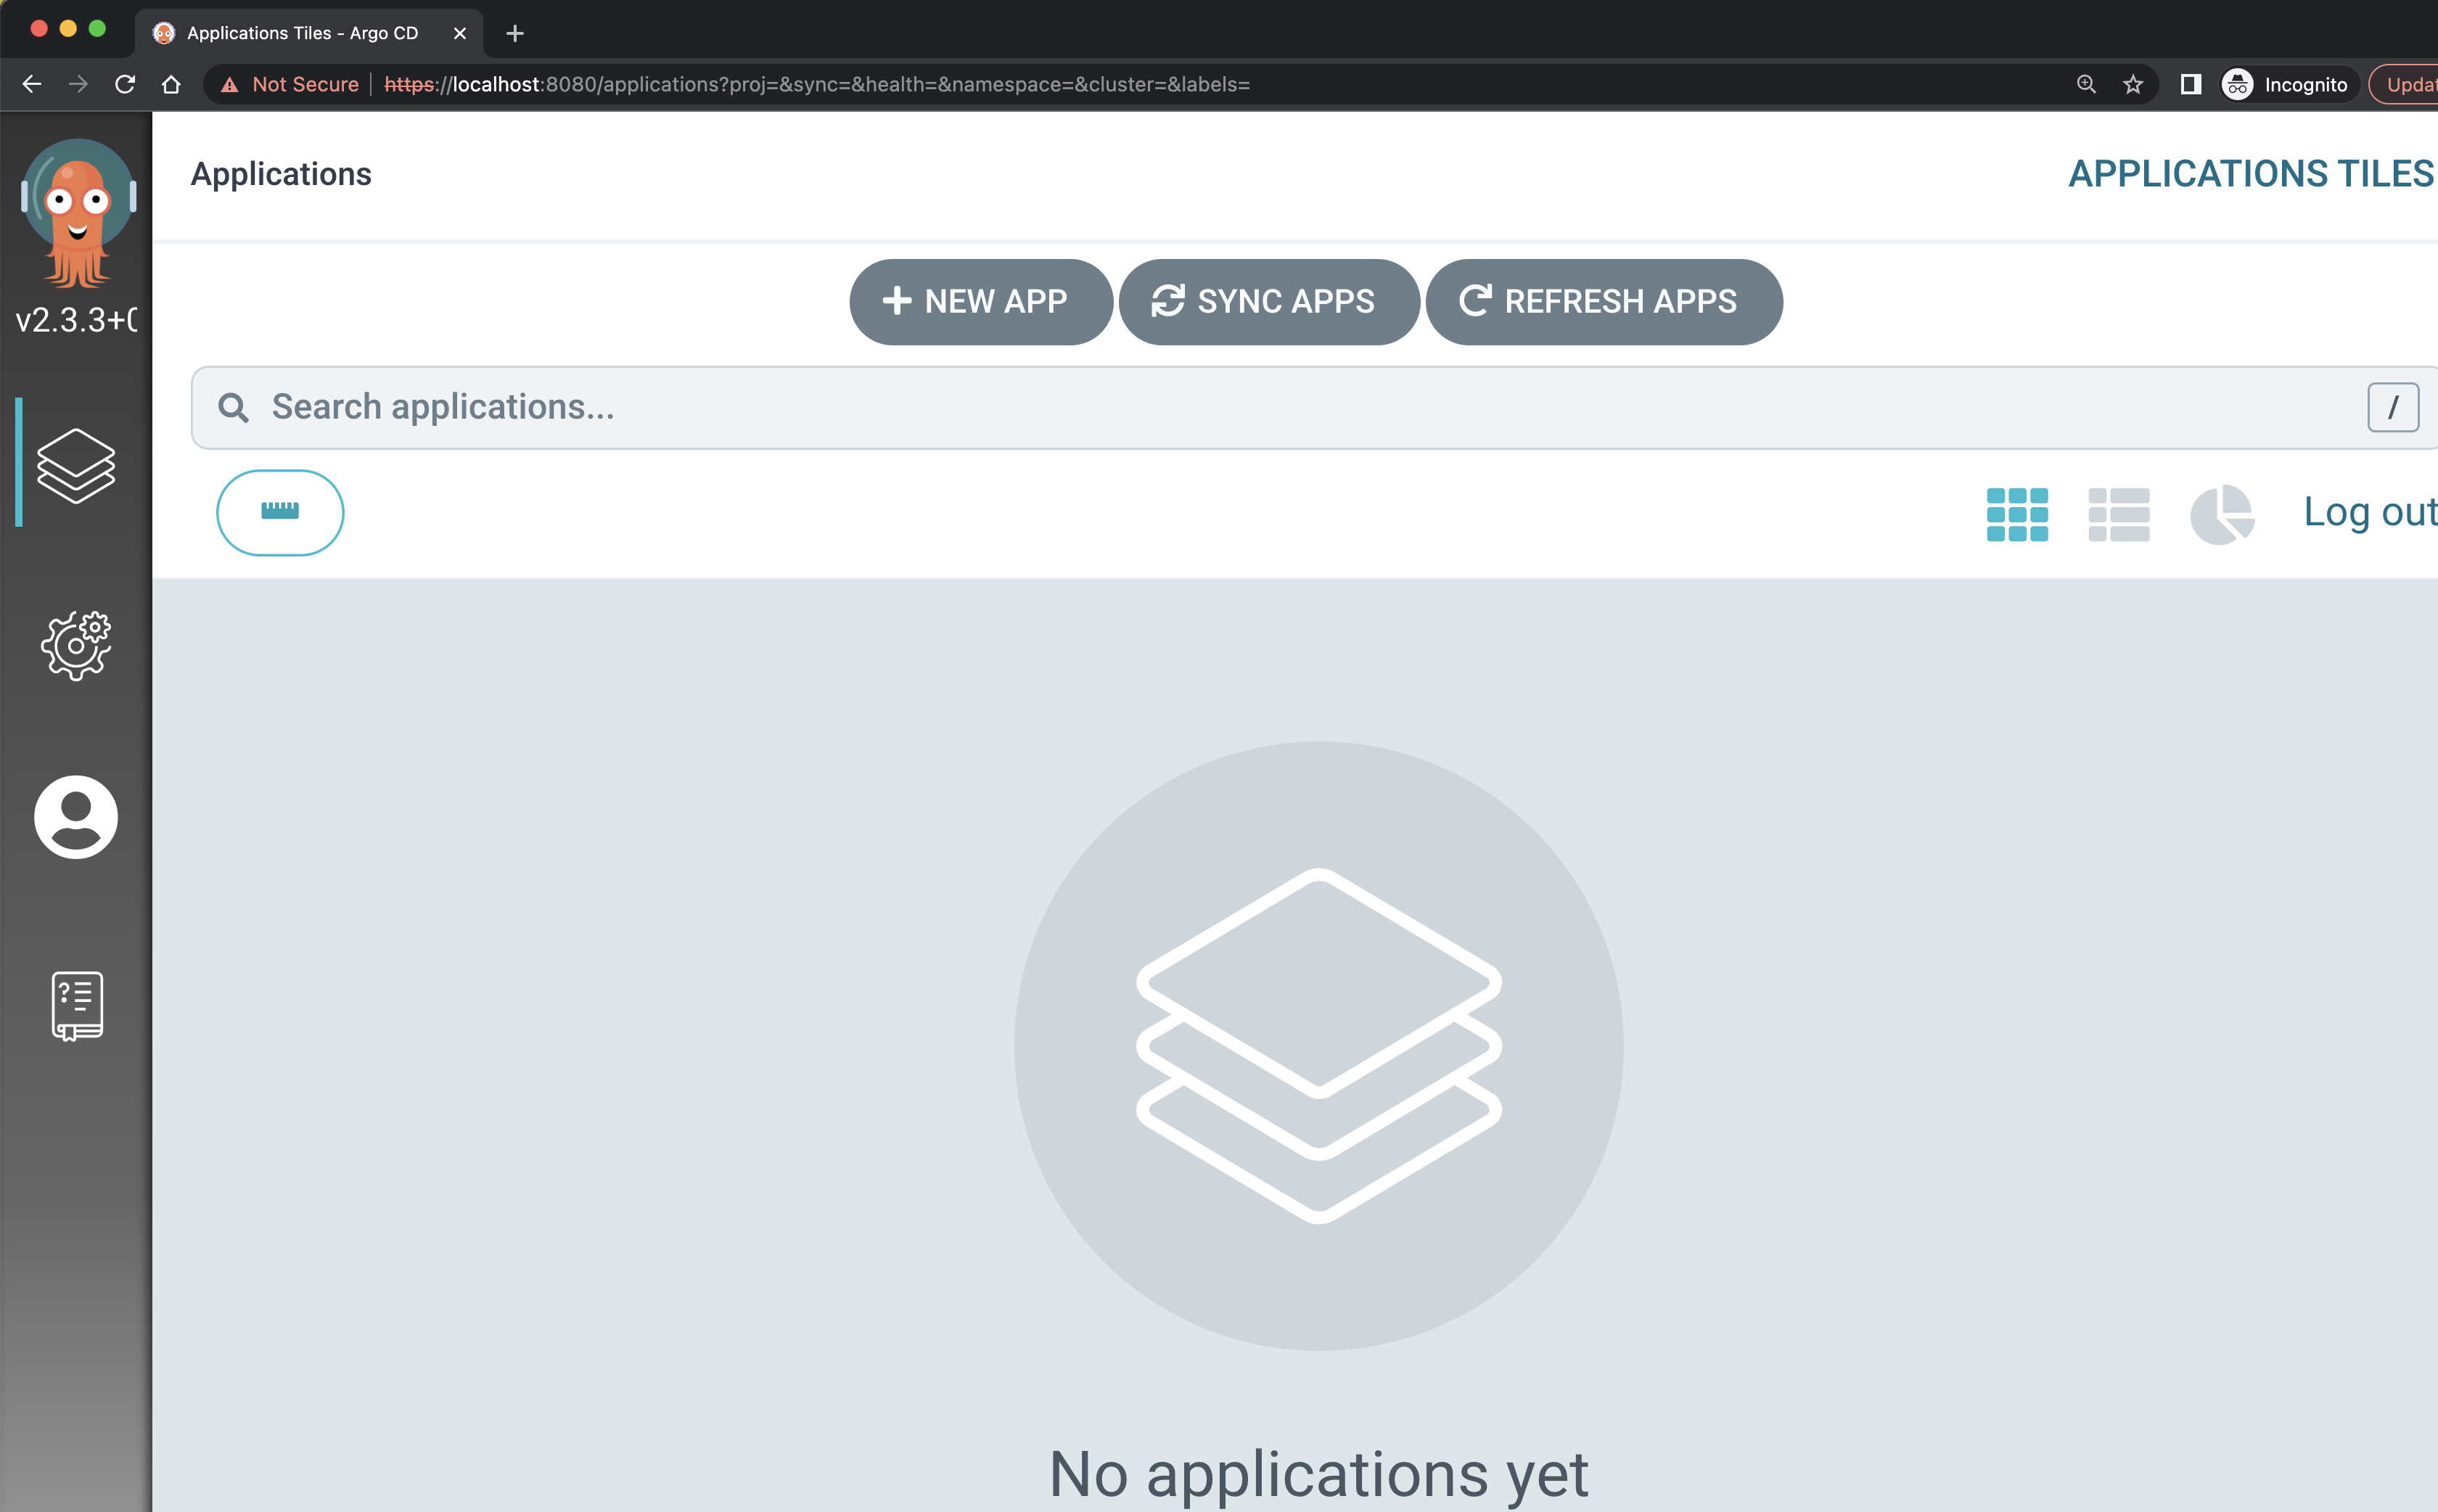 Applications Tiles - Argo CD
Not Secure https://localhost:8080/applications?proj=&sync=&health=&namespace=&cluster=&labels=
Incognito
Updat
v2.3.3+0
Applications
APPLICATIONS TILES
NEW APP
SYNC APPS
REFRESH APPS
Search applications...
/
Log out
No applications yet